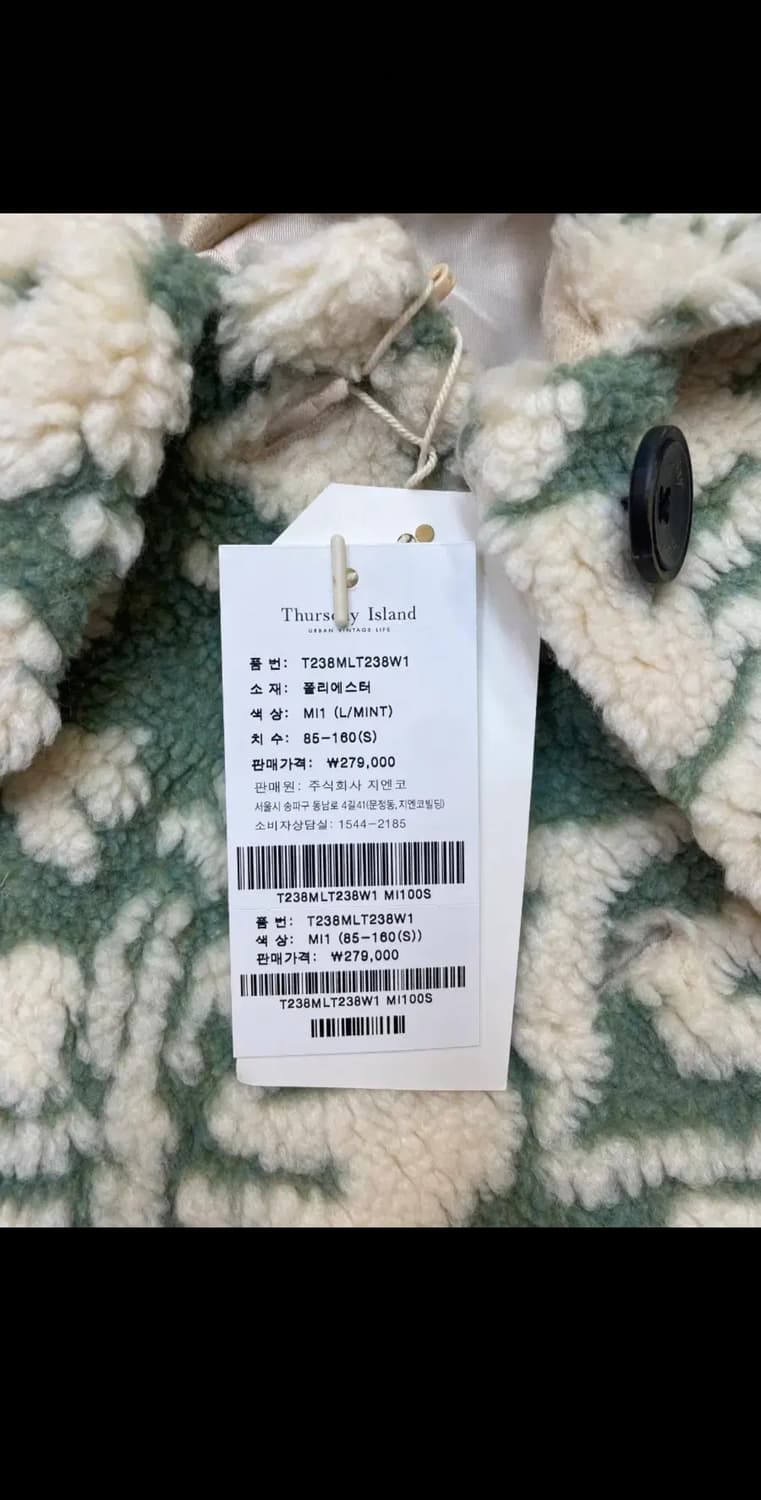 Thursday Island
URBAN VINTAGE LIFE
품 번: T238MLT238W1
소 재: 폴리에스터
색 상: MI1 (L/MINT)
치 수: 85-160(S)
판매가격: ₩279,000
판매원: 주식회사 지엔코
서울시 송파구 동남로 4길41(문정동,지엔코빌딩)
소비자상담실: 1544-2185
T238MLT238W1 MI100S
품 번: T238MLT238W1
색 상: MI1 (85-160(S))
판매가격: ₩279,000
T238MLT238W1 MI100S